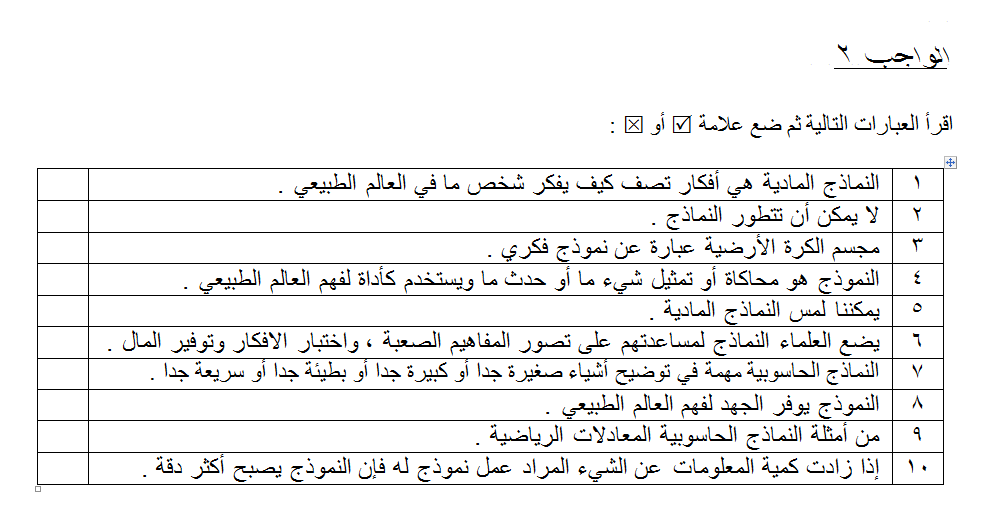 الواجب ٢
اقرأ العبارات التالية ثم ضع علامة ☑ أو ☒ :
١ النماذج المادية هي أفكار تصف كيف يفكر شخص ما في العالم الطبيعي .
٢ لا يمكن أن تتطور النماذج .
٣ مجسم الكرة الأرضية عبارة عن نموذج فكري .
٤ النموذج هو محاكاة أو تمثيل شيء ما أو حدث ما ويستخدم كأداة لفهم العالم الطبيعي .
٥ يمكننا لمس النماذج المادية .
٦ يضع العلماء النماذج لمساعدتهم على تصور المفاهيم الصعبة ، واختبار الافكار وتوفير المال .
٧ النماذج الحاسوبية مهمة في توضيح أشياء صغيرة جدا أو كبيرة جدا أو بطيئة جدا أو سريعة جدا .
٨ النموذج يوفر الجهد لفهم العالم الطبيعي .
٩ من أمثلة النماذج الحاسوبية المعادلات الرياضية .
١٠ إذا زادت كمية المعلومات عن الشيء المراد عمل نموذج له فإن النموذج يصبح أكثر دقة .